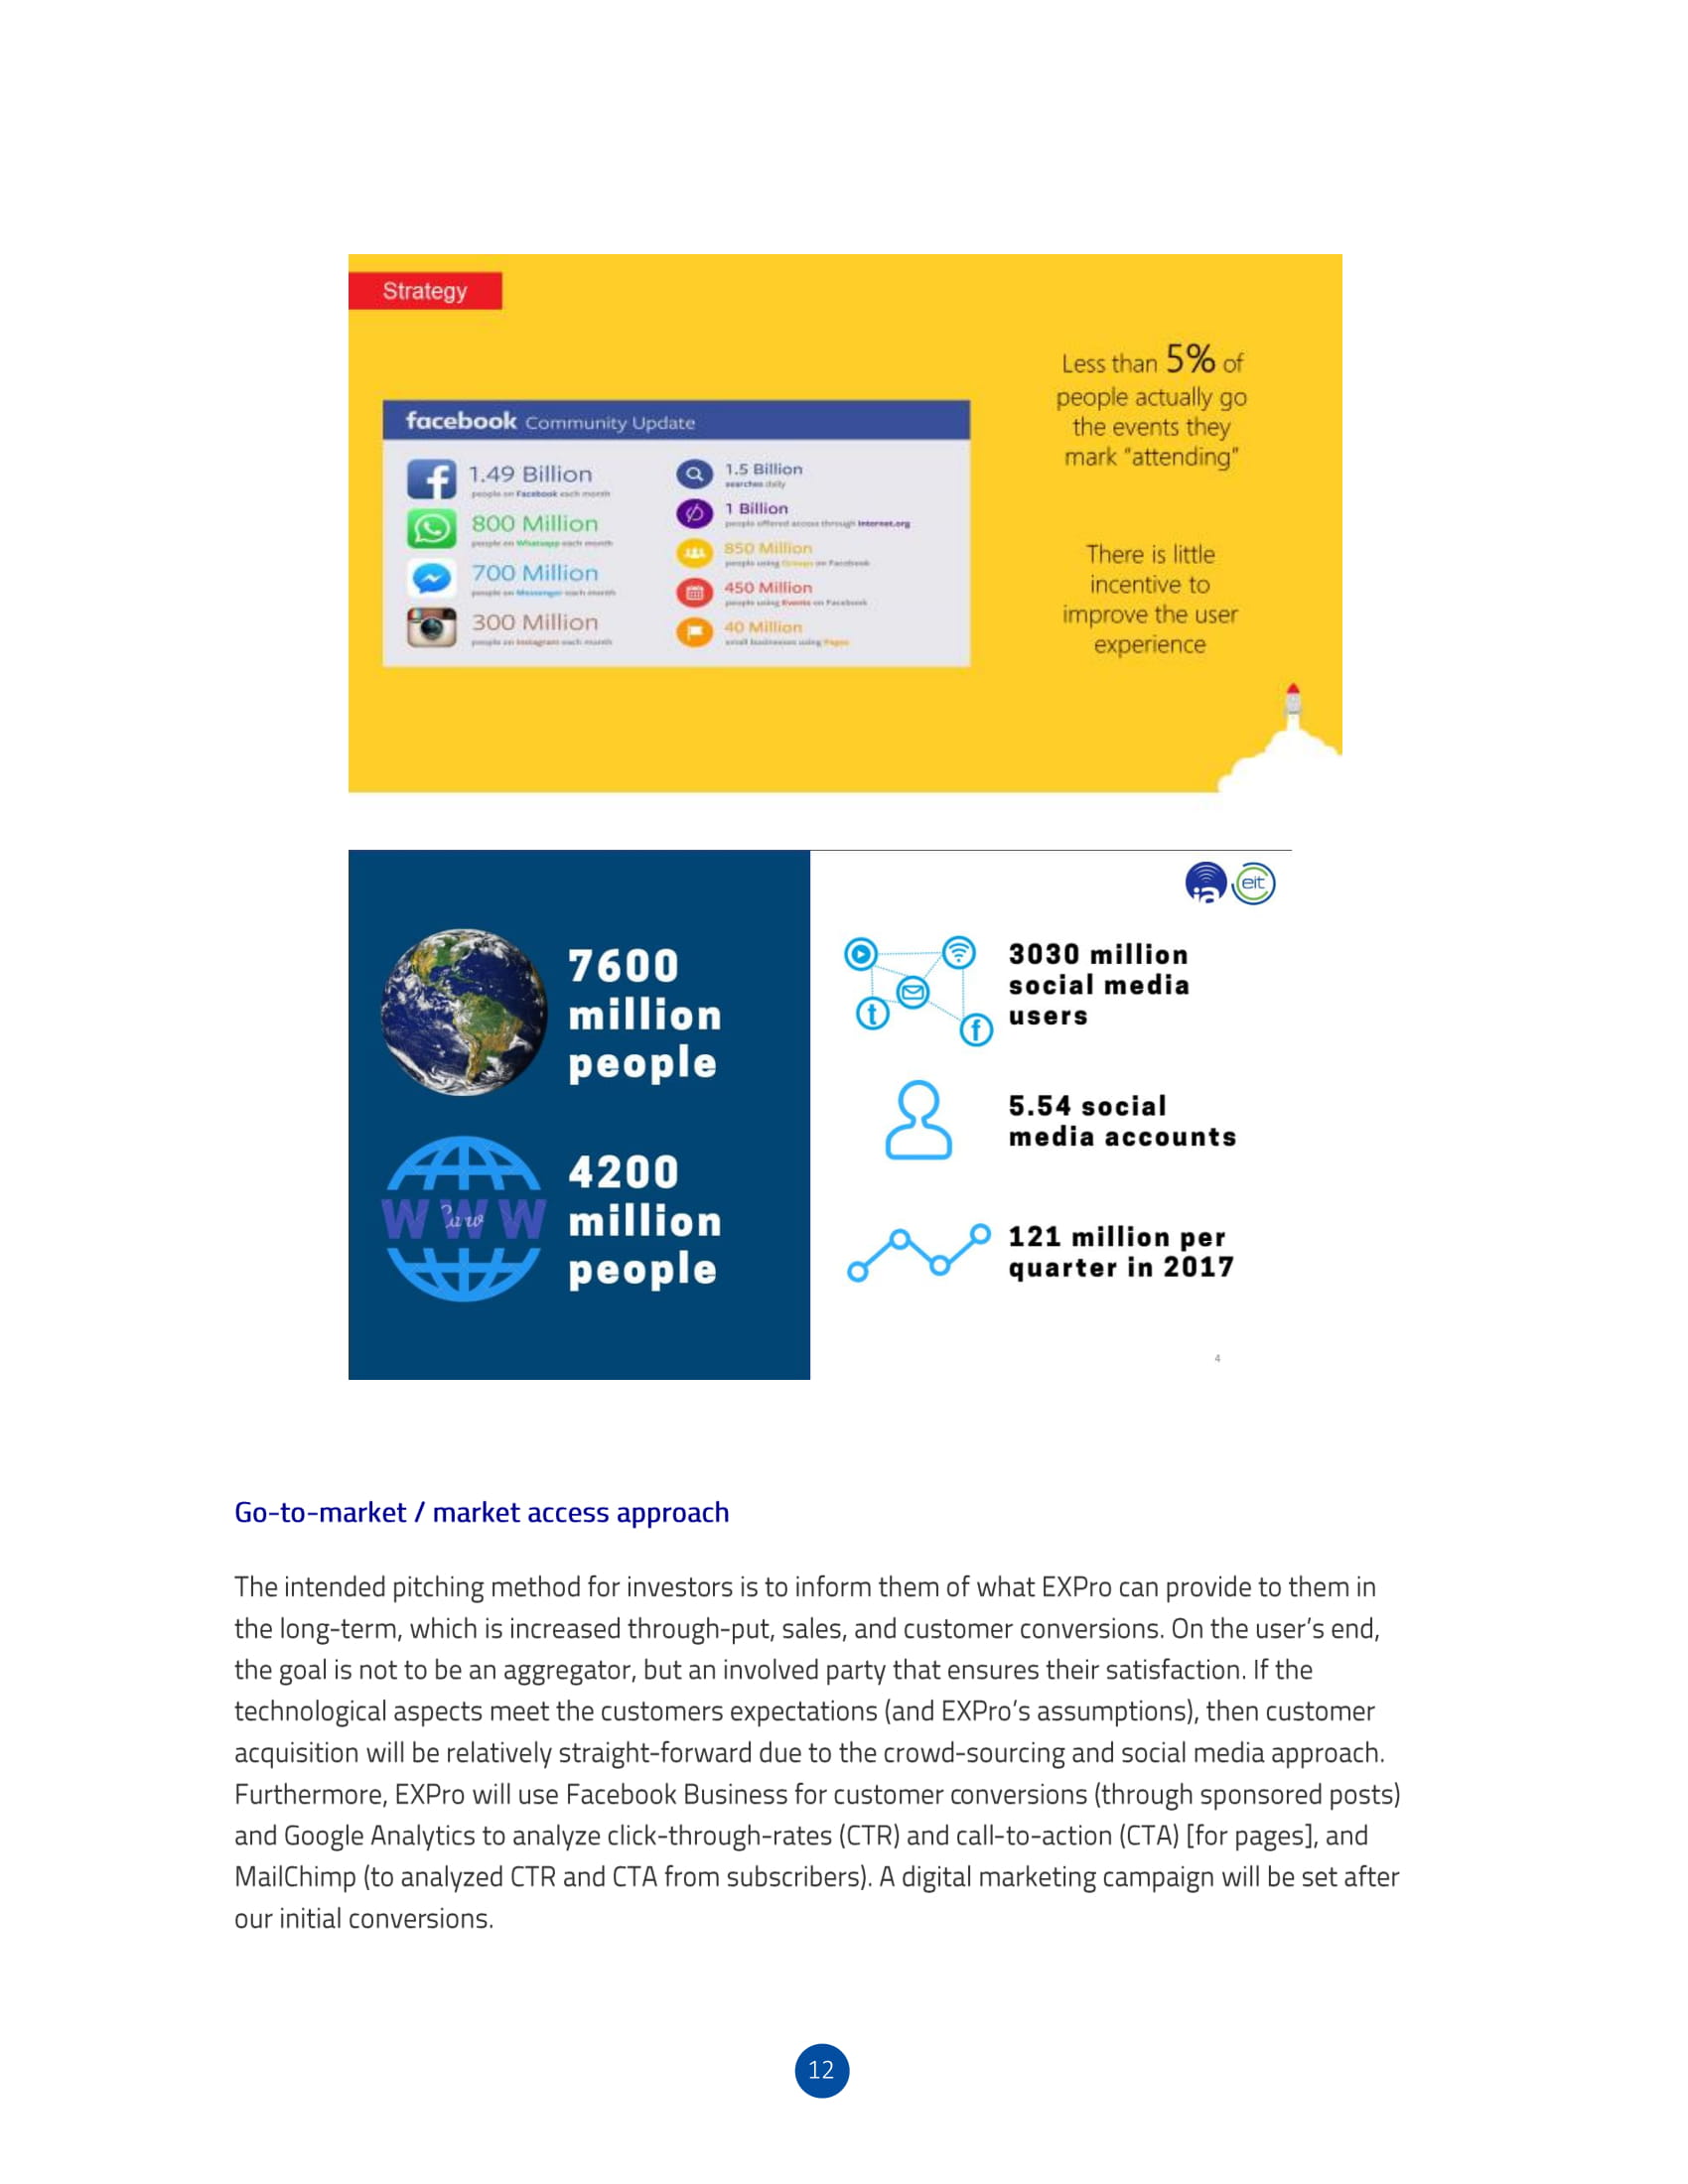 Strategy
Less than 5% of
people actually go
the events they
mark "attending"
There is little
incentive to
improve the user
experience
facebook Community Update
1.49 Billion
people on Facebook each month
800 Million
people on Whatsapp each month
700 Million
people on Messenger each month
300 Million
people on Instagram each month
1.5 Billion
searches daily
1 Billion
people offered access through Internet.org
850 Million
people using Groups on Facebook
450 Million
people using Events on Facebook
40 Million
small businesses using Pages
7600
million
people
WWW
4200
million
people
ia eit
3030 million
social media
users
t
f
5.54 social
media accounts
121 million per
quarter in 2017
4
Go-to-market / market access approach
The intended pitching method for investors is to inform them of what EXPro can provide to them in
the long-term, which is increased through-put, sales, and customer conversions. On the user's end,
the goal is not to be an aggregator, but an involved party that ensures their satisfaction. If the
technological aspects meet the customers expectations (and EXPro's assumptions), then customer
acquisition will be relatively straight-forward due to the crowd-sourcing and social media approach.
Furthermore, EXPro will use Facebook Business for customer conversions (through sponsored posts)
and Google Analytics to analyze click-through-rates (CTR) and call-to-action (CTA) [for pages], and
MailChimp (to analyzed CTR and CTA from subscribers). A digital marketing campaign will be set after
our initial conversions.
12